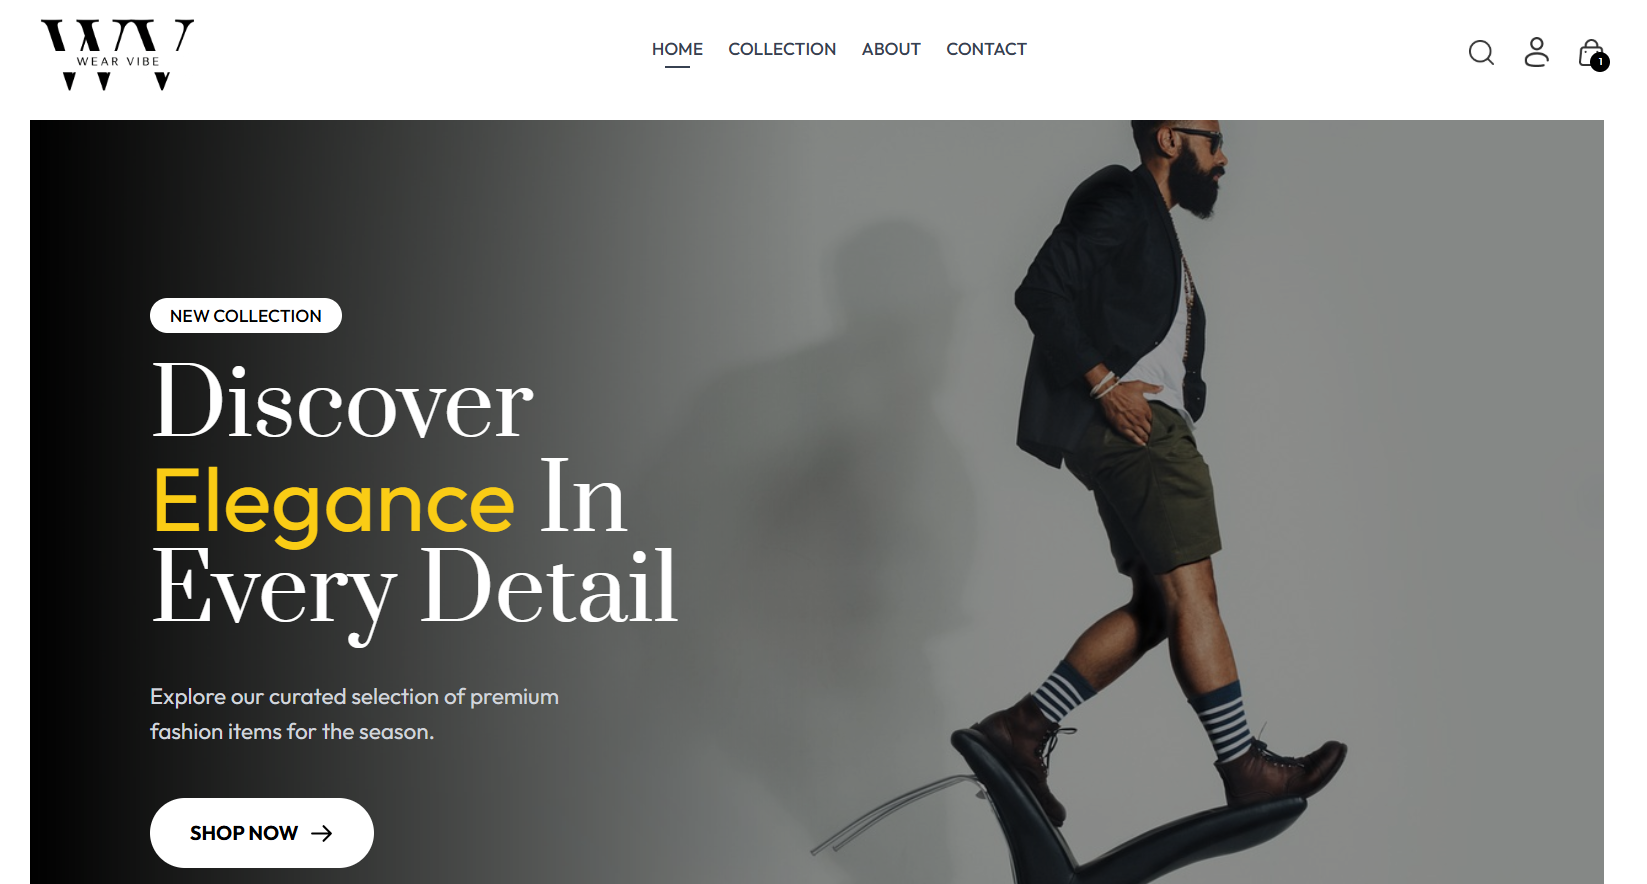 WV
WEAR VIBE
HOME COLLECTION ABOUT CONTACT
1
NEW COLLECTION
Discover
Elegance In
Every Detail
Explore our curated selection of premium
fashion items for the season.
SHOP NOW